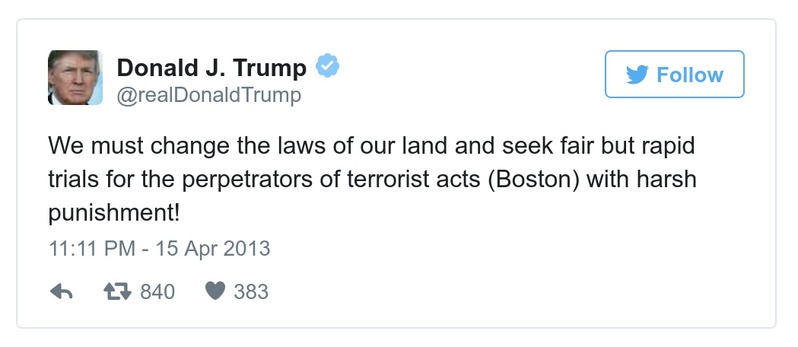 Donald J. Trump
@realDonaldTrump
Follow
We must change the laws of our land and seek fair but rapid
trials for the perpetrators of terrorist acts (Boston) with harsh
punishment!
11:11 PM - 15 Apr 2013
840 383